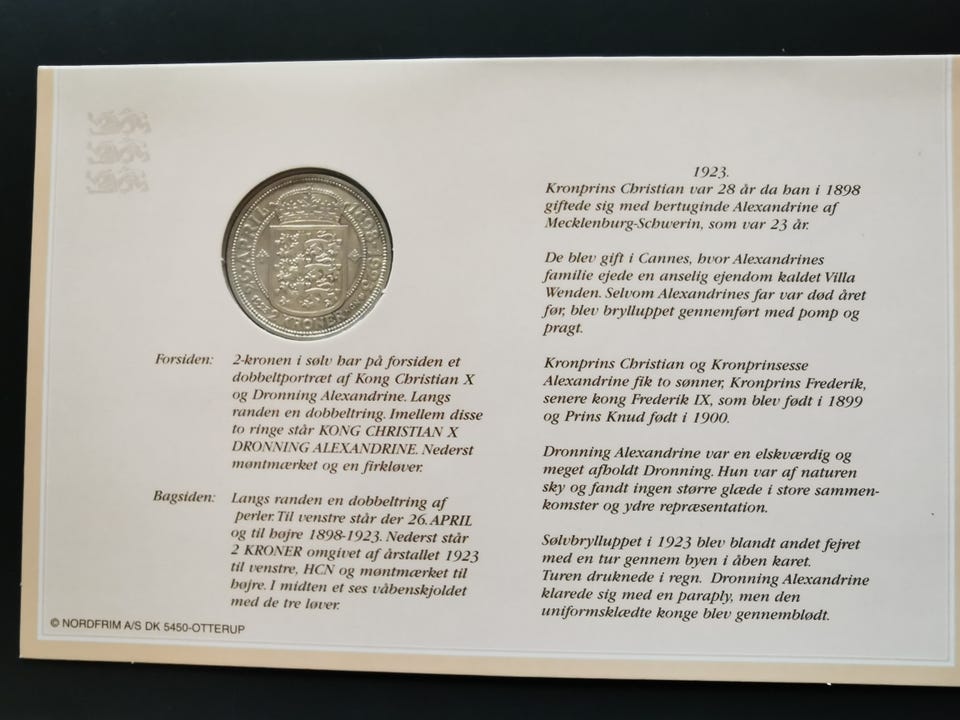 26. APRIL 1898-1923
2 KRONER
Forsiden: 2-kronen i sølv har på forsiden et
dobbeltportræt af Kong Christian X
og Dronning Alexandrine. Langs
randen en dobbeltring. Imellem disse
to ringe står KONG CHRISTIAN X
DRONNING ALEXANDRINE. Nederst
møntmærket og en firkløver.
Bagsiden: Langs randen en dobbeltring af
perler. Til venstre står der 26. APRIL
og til højre 1898-1923. Nederst står
2 KRONER omgivet af årstallet 1923
til venstre, HCN og møntmærket til
højre. I midten et ses våbenskjoldet
med de tre løver.
© NORDFRIM A/S DK 5450-OTTERUP
1923.
Kronprins Christian var 28 år da han i 1898
giftede sig med hertuginde Alexandrine af
Mecklenburg-Schwerin, som var 23 år.
De blev gift i Cannes, hvor Alexandrines
familie ejede en anselig ejendom kaldet Villa
Wenden. Selvom Alexandrines far var død året
før, blev brylluppet gennemført med pomp og
pragt.
Kronprins Christian og Kronprinsesse
Alexandrine fik to sønner, Kronprins Frederik,
senere kong Frederik IX, som blev født i 1899
og Prins Knud født i 1900.
Dronning Alexandrine var en elskværdig og
meget afholdt Dronning. Hun var af naturen
sky og fandt ingen større glæde i store sammen-
komster og ydre repræsentation.
Sølvbrylluppet i 1923 blev blandt andet fejret
med en tur gennem byen i åben karet.
Turen druknede i regn. Dronning Alexandrine
klarede sig med en paraply, men den
uniformsklædte konge blev gennemblødt.